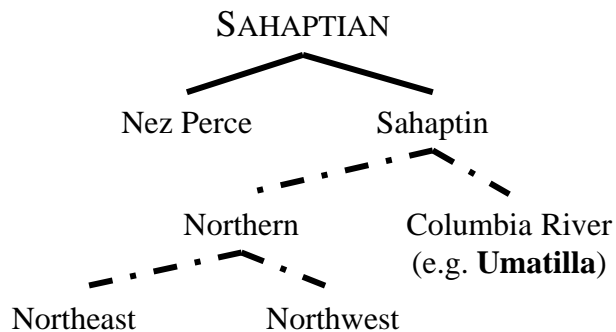 SAHAPTIAN
Nez Perce Sahaptin
Northern Columbia River
(e.g. Umatilla)
Northeast Northwest